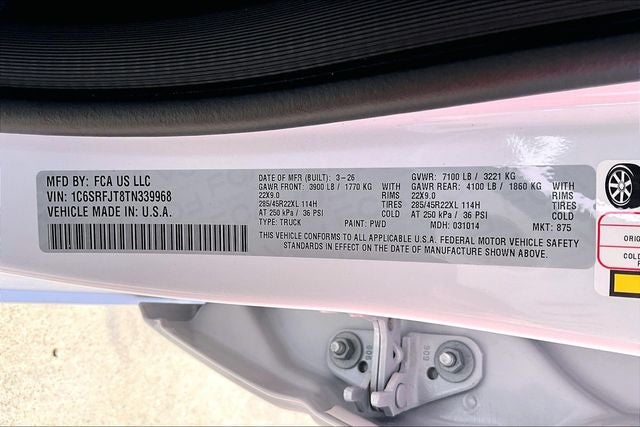 MFD BY: FCA US LLC
VIN: 1C6SRFJT8TN339968
VEHICLE MADE IN: U.S.A.
DATE OF MFR (BUILT): 3-26
GAWR FRONT: 3900 LB / 1770 KG WITH
22X9.0 RIMS
285/45R22XL 114H TIRES
AT 250 kPa / 36 PSI COLD
TYPE: TRUCK PAINT: PWD
GVWR: 7100 LB / 3221 KG
GAWR REAR: 4100 LB / 1860 KG WITH
22X9.0 RIMS
285/45R22XL 114H TIRES
AT 250 kPa / 36 PSI COLD
MDH: 031014 MKT: 875
THIS VEHICLE CONFORMS TO ALL APPLICABLE U.S.A. FEDERAL MOTOR VEHICLE SAFETY
STANDARDS IN EFFECT ON THE DATE OF MANUFACTURE SHOWN ABOVE.
ORIG
COLD
609